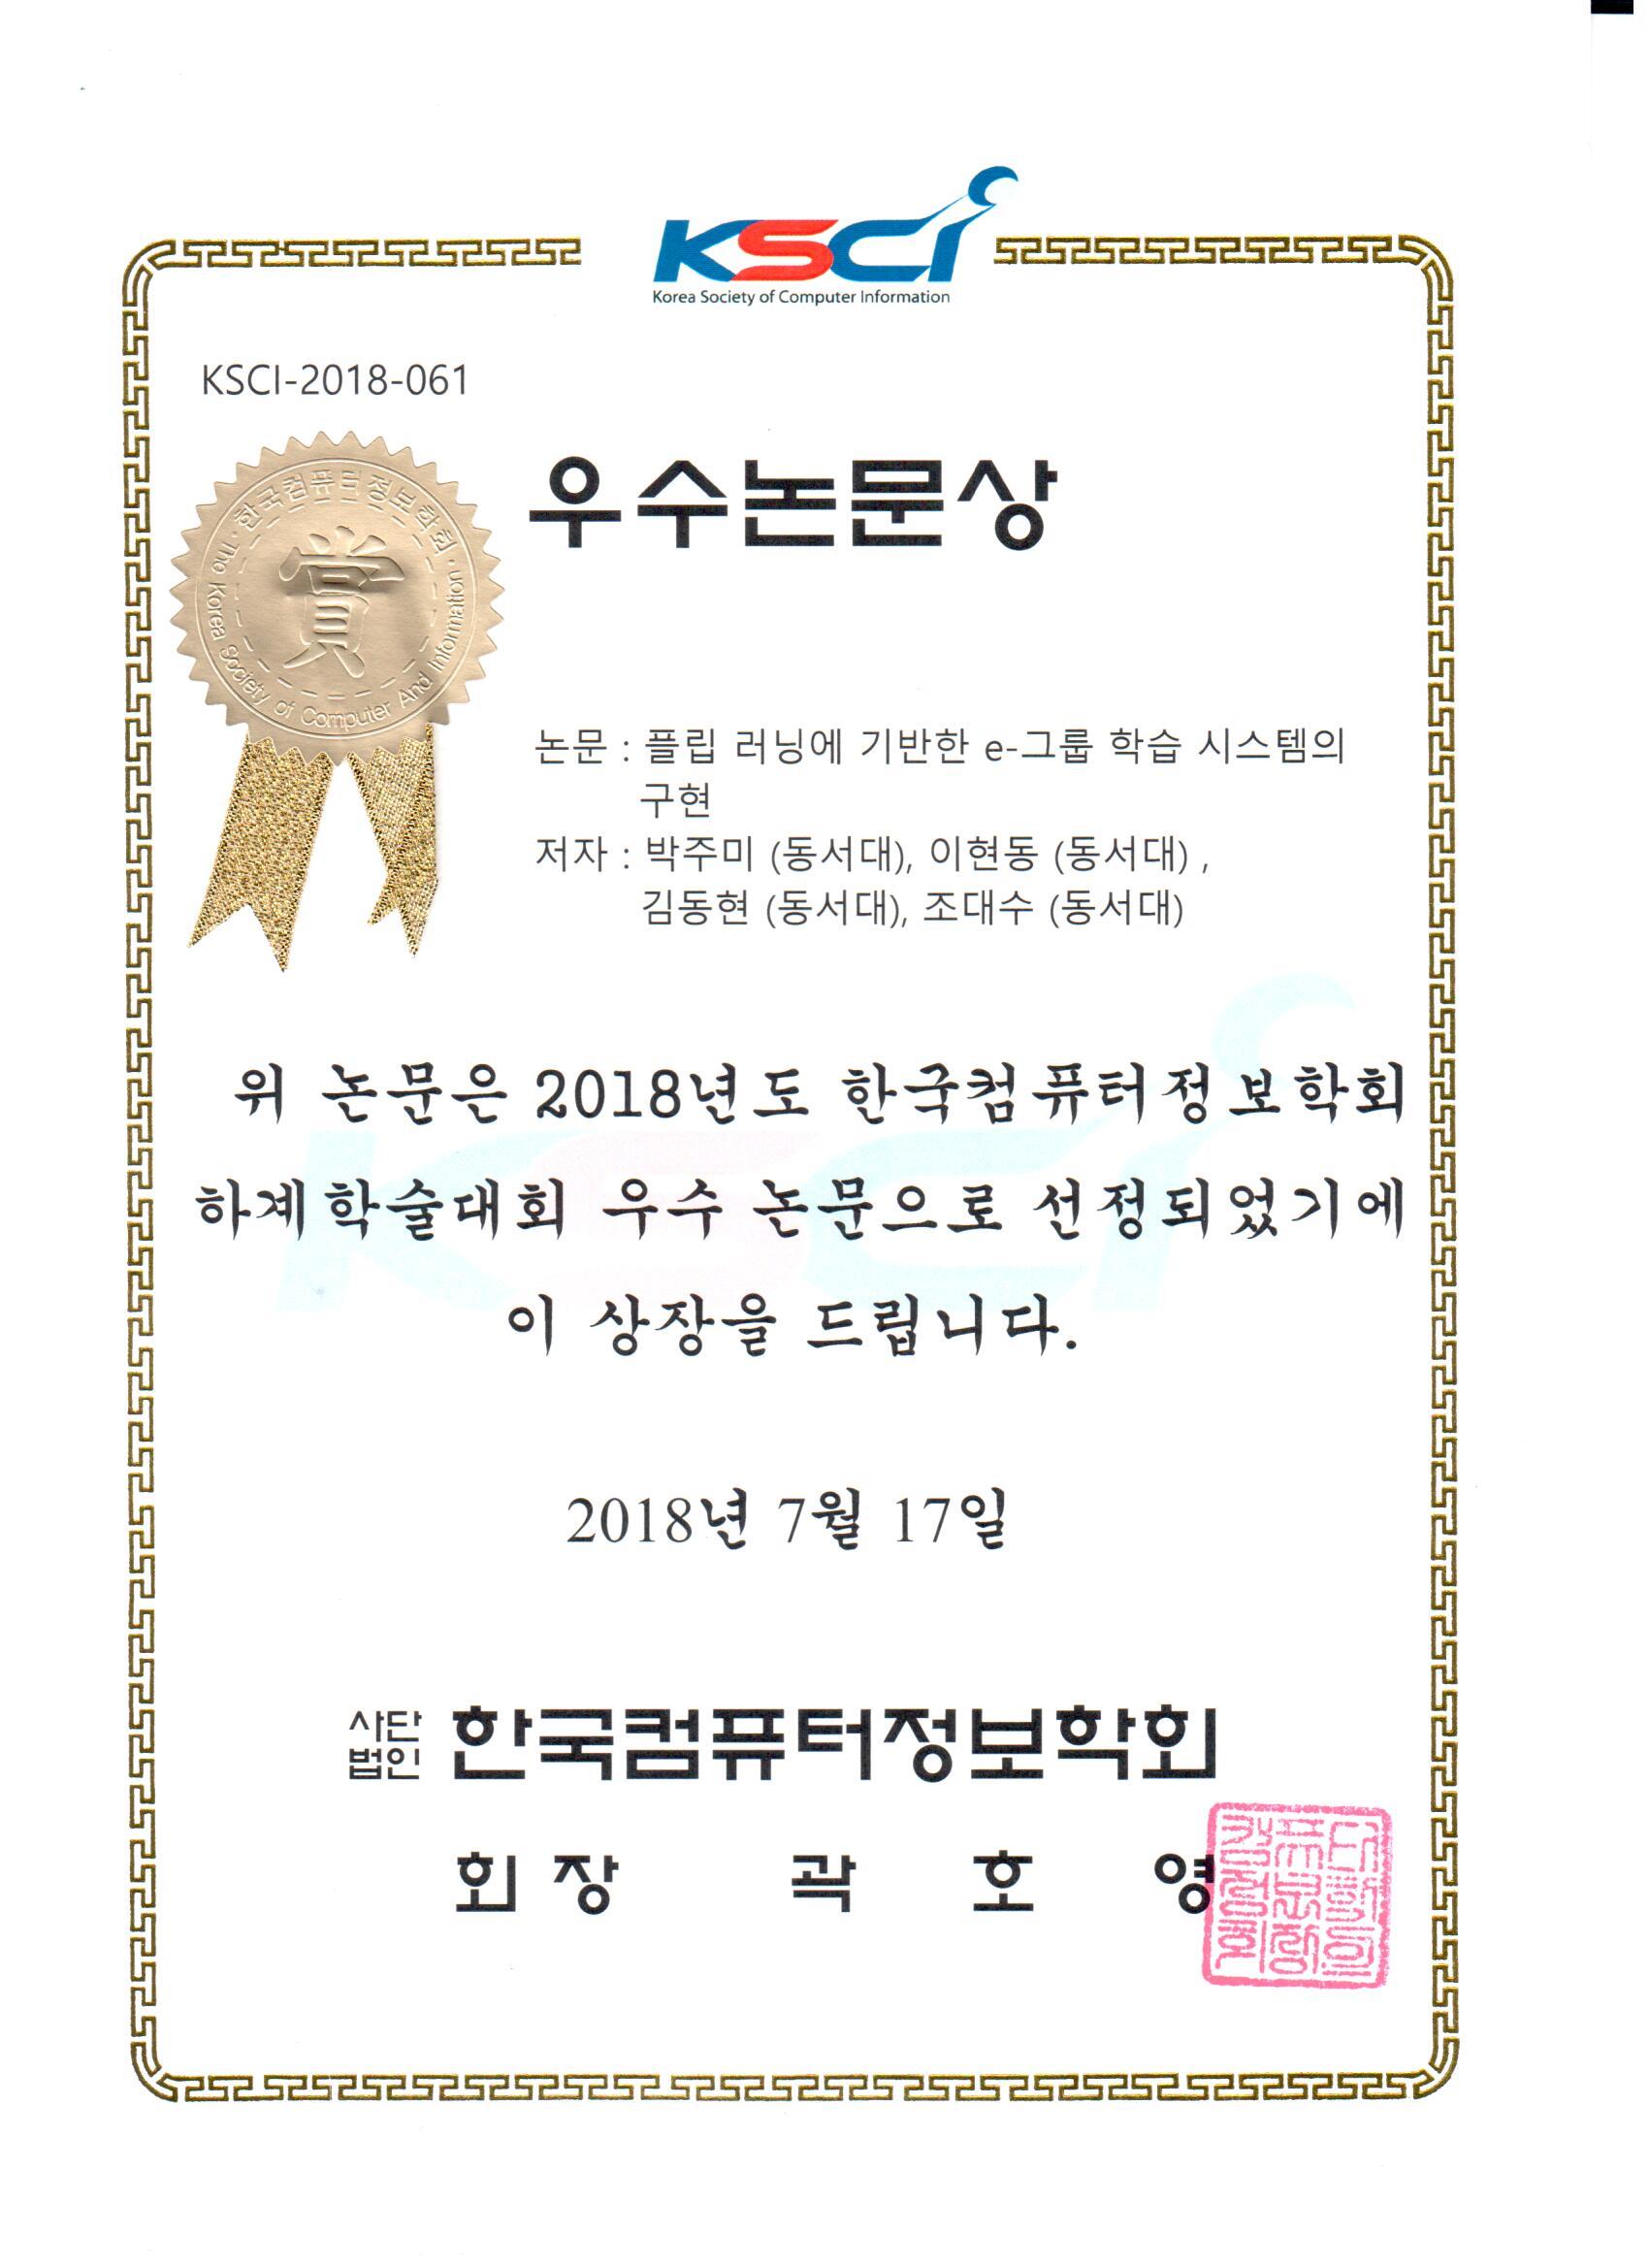 KSCI
Korea Society of Computer Information
KSCI-2018-061
우수논문상
한국컴퓨터정보학회
賞
The Korea Society of Computer And Information
논문 : 플립 러닝에 기반한 e-그룹 학습 시스템의
구현
저자 : 박주미 (동서대), 이현동 (동서대) ,
김동현 (동서대), 조대수 (동서대)
위 논문은 2018년도 한국컴퓨터정보학회
하계학술대회 우수 논문으로 선정되었기에
이 상장을 드립니다.
2018년 7월 17일
사단
법인 한국컴퓨터정보학회
회 장 곽 호 영